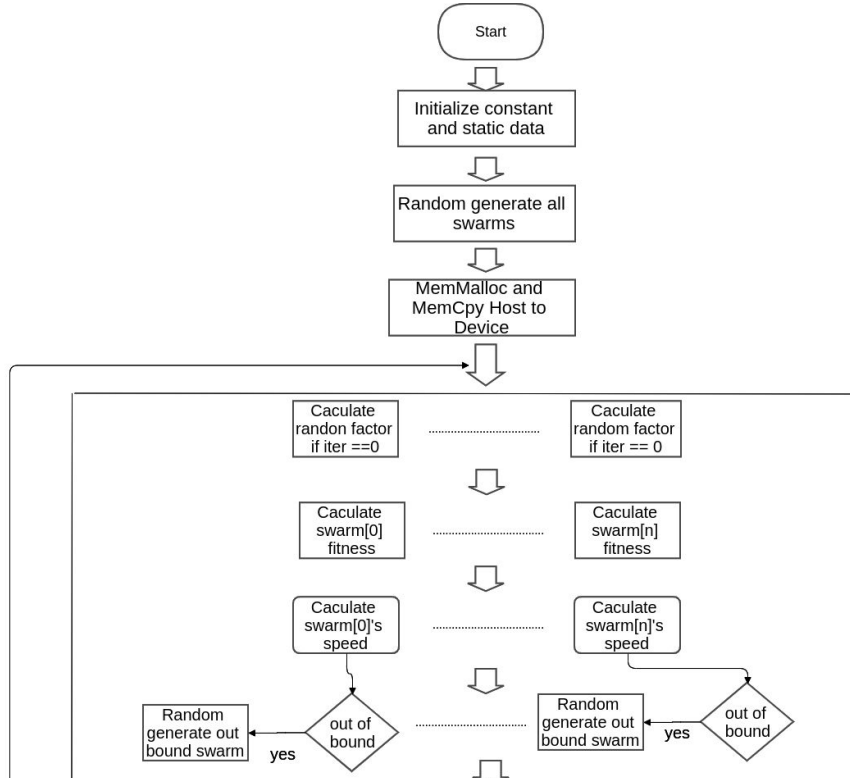 Start
Initialize constant
and static data
Random generate all
swarms
MemMalloc and
MemCpy Host to
Device
Caculate
randon factor
if iter ==0
Caculate
random factor
if iter == 0
Caculate
swarm[0]
fitness
Caculate
swarm[n]
fitness
Caculate
swarm[0]'s
speed
Caculate
swarm[n]'s
speed
Random
generate out
bound swarm
yes
out of
bound
Random
generate out
bound swarm
yes
out of
bound